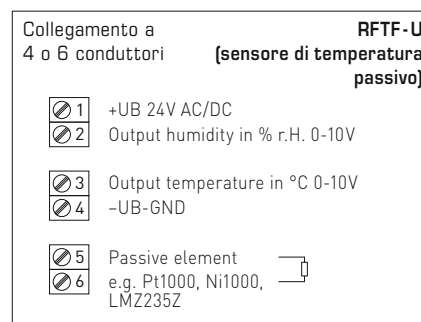 Collegamento a
4 o 6 conduttori
RFTF-U
(sensore di temperatura
passivo)
1 +UB 24V AC/DC
2 Output humidity in % r.H. 0-10V
3 Output temperature in °C 0-10V
4 –UB-GND
5 Passive element
6 e.g. Pt1000, Ni1000,
LMZ235Z